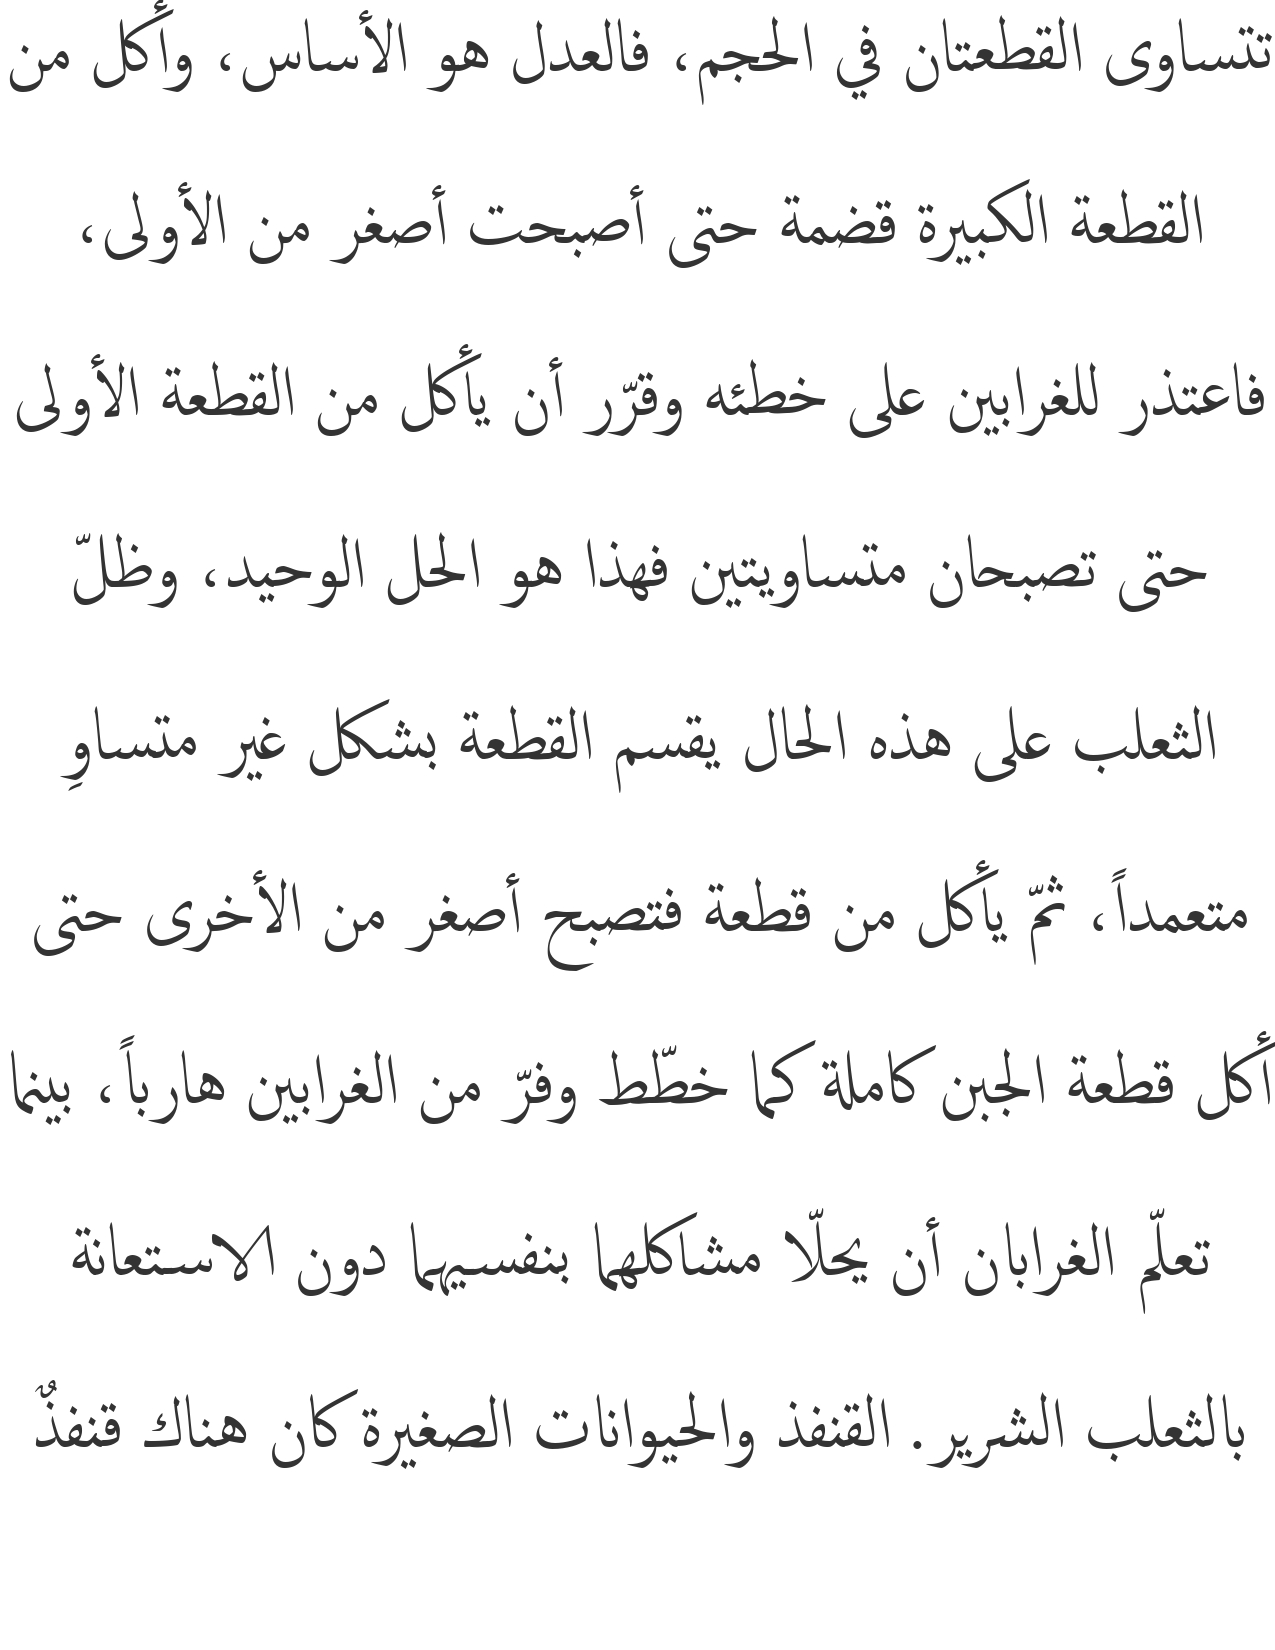 تتساوى القطعتان في الحجم، فالعدل هو الأساس، وأكل من
القطعة الكبيرة قضمة حتى أصبحت أصغر من الأولى،
فاعتذر للغرابين على خطئه وقرّر أن يأكل من القطعة الأولى
حتى تصبحان متساويتين فهذا هو الحل الوحيد، وظلّ
الثعلب على هذه الحال يقسم القطعة بشكل غير متساوِ
متعمداً، ثمّ يأكل من قطعة فتصبح أصغر من الأخرى حتى
أكل قطعة الجبن كاملة كما خطّط وفرّ من الغرابين هارباً، بينما
تعلّم الغرابان أن يحلّا مشاكلهما بنفسيهما دون الاستعانة
بالثعلب الشرير. القنفذ والحيوانات الصغيرة كان هناك قنفذٌ